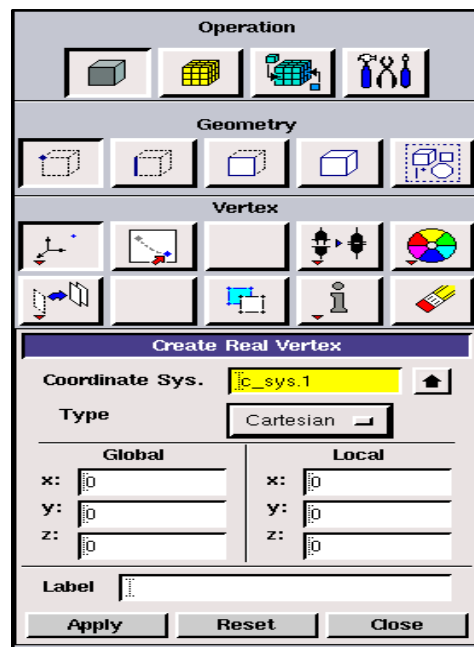 Operation
Geometry
Vertex
Create Real Vertex
Coordinate Sys. c_sys.1
Type Cartesian
Global Local
x: 0 x: 0
y: 0 y: 0
z: 0 z: 0
Label
Apply Reset Close